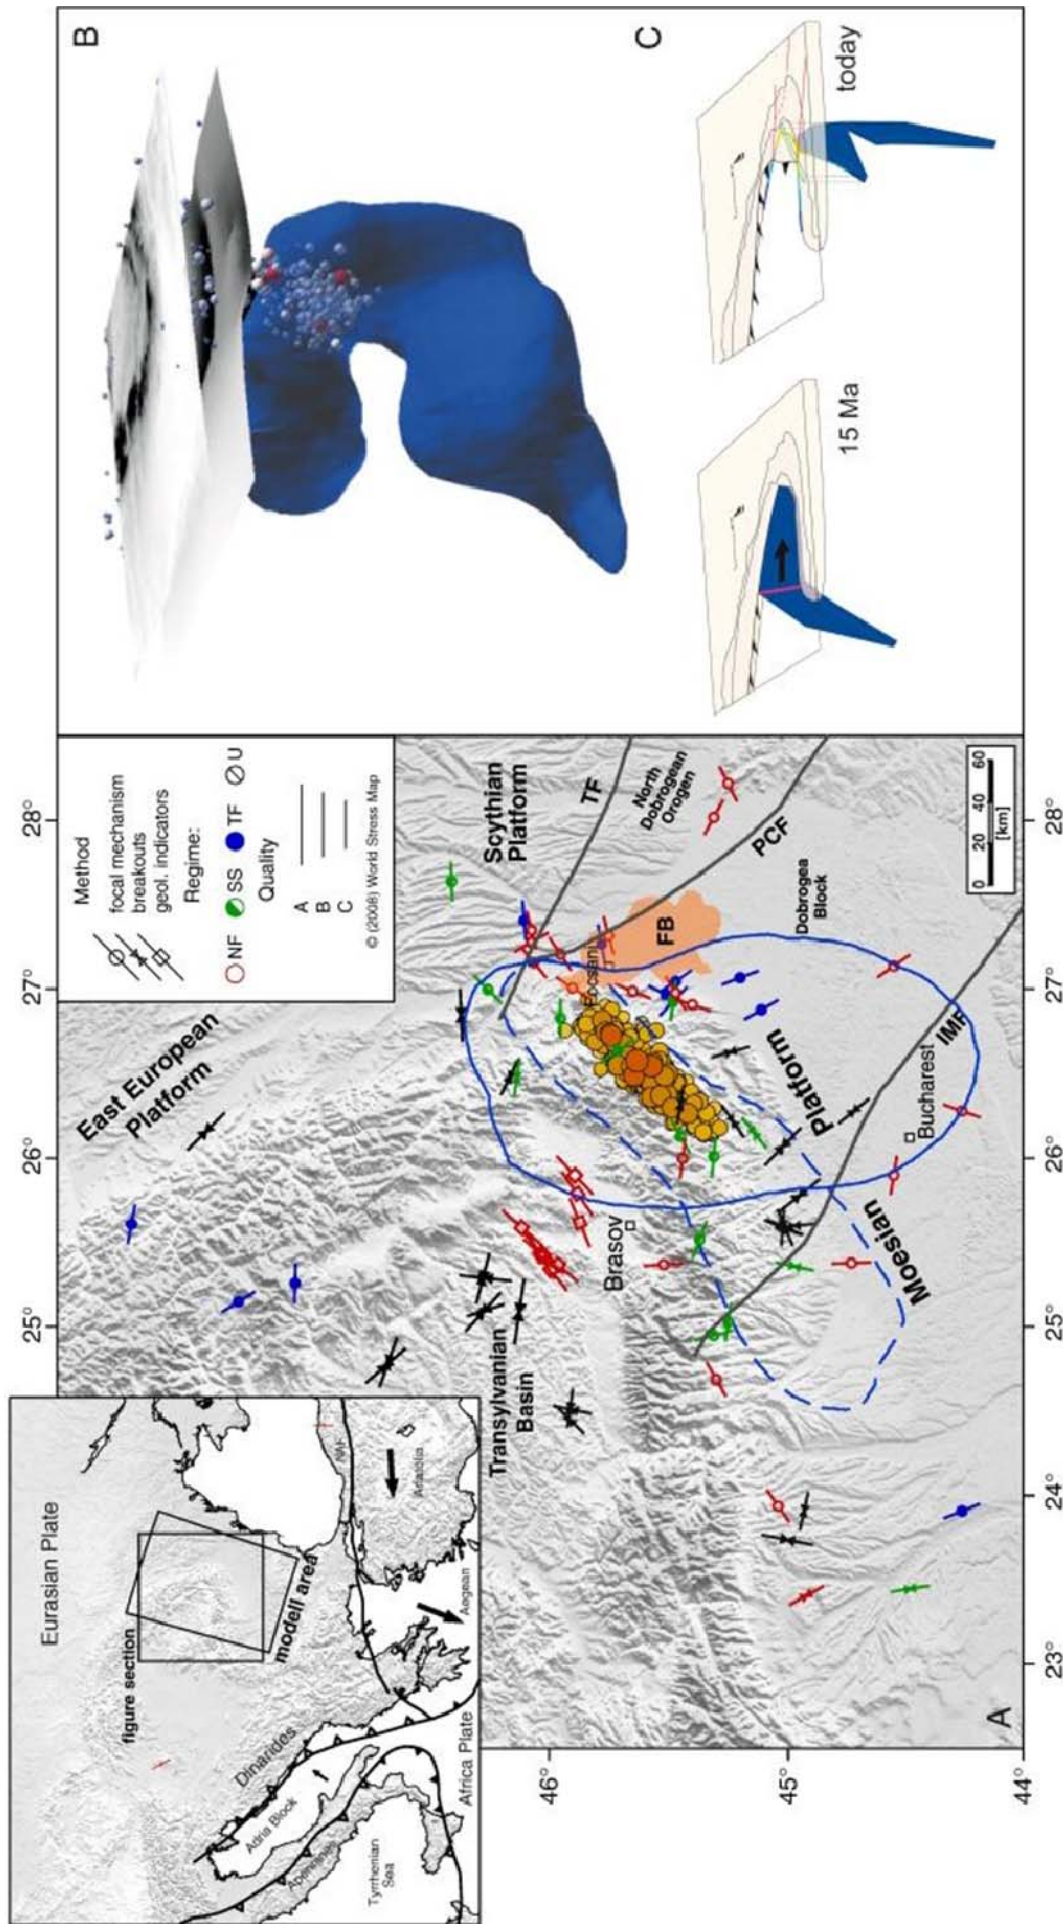 Eurasian Plate
figure section
modell area
Dinarides
Adria Block
Apennines
Tyrrhenian
Sea
Africa Plate
Aegean
Anatolia
NAF
Method
focal mechanism
breakouts
geol. indicators
Regime:
NF SS TF U
Quality
A
B
C
© (2008) World Stress Map
East European
Platform
Scythian
Platform
Transylvanian
Basin
TF
North
Dobrogean
Orogen
PCF
Focsani
FB
Dobrogea
Block
Brasov
Moesian
Platform
Bucharest
IMF
0 20 40 60
[km]
46°
45°
44°
23°
24°
25°
26°
27°
28°
A
B
C
15 Ma
today